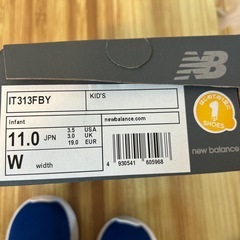 NB
IT313FBY
KID'S
Infant
newbalance.com
11.0 JPN
3.5 USA
3.0 UK
19.0 EUR
W width
4 930541 605968
1
SHOES
new balance